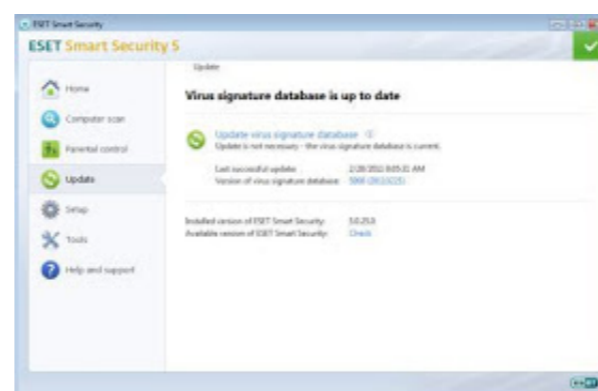 ESET Smart Security
ESET Smart Security 5
Update
Home
Computer scan
Parental control
Update
Setup
Tools
Help and support
Virus signature database is up to date
Update virus signature database
Update is not necessary - the virus signature database is current.
Last successful update:
Version of virus signature database:
Installed version of ESET Smart Security:
Available version of ESET Smart Security: Check